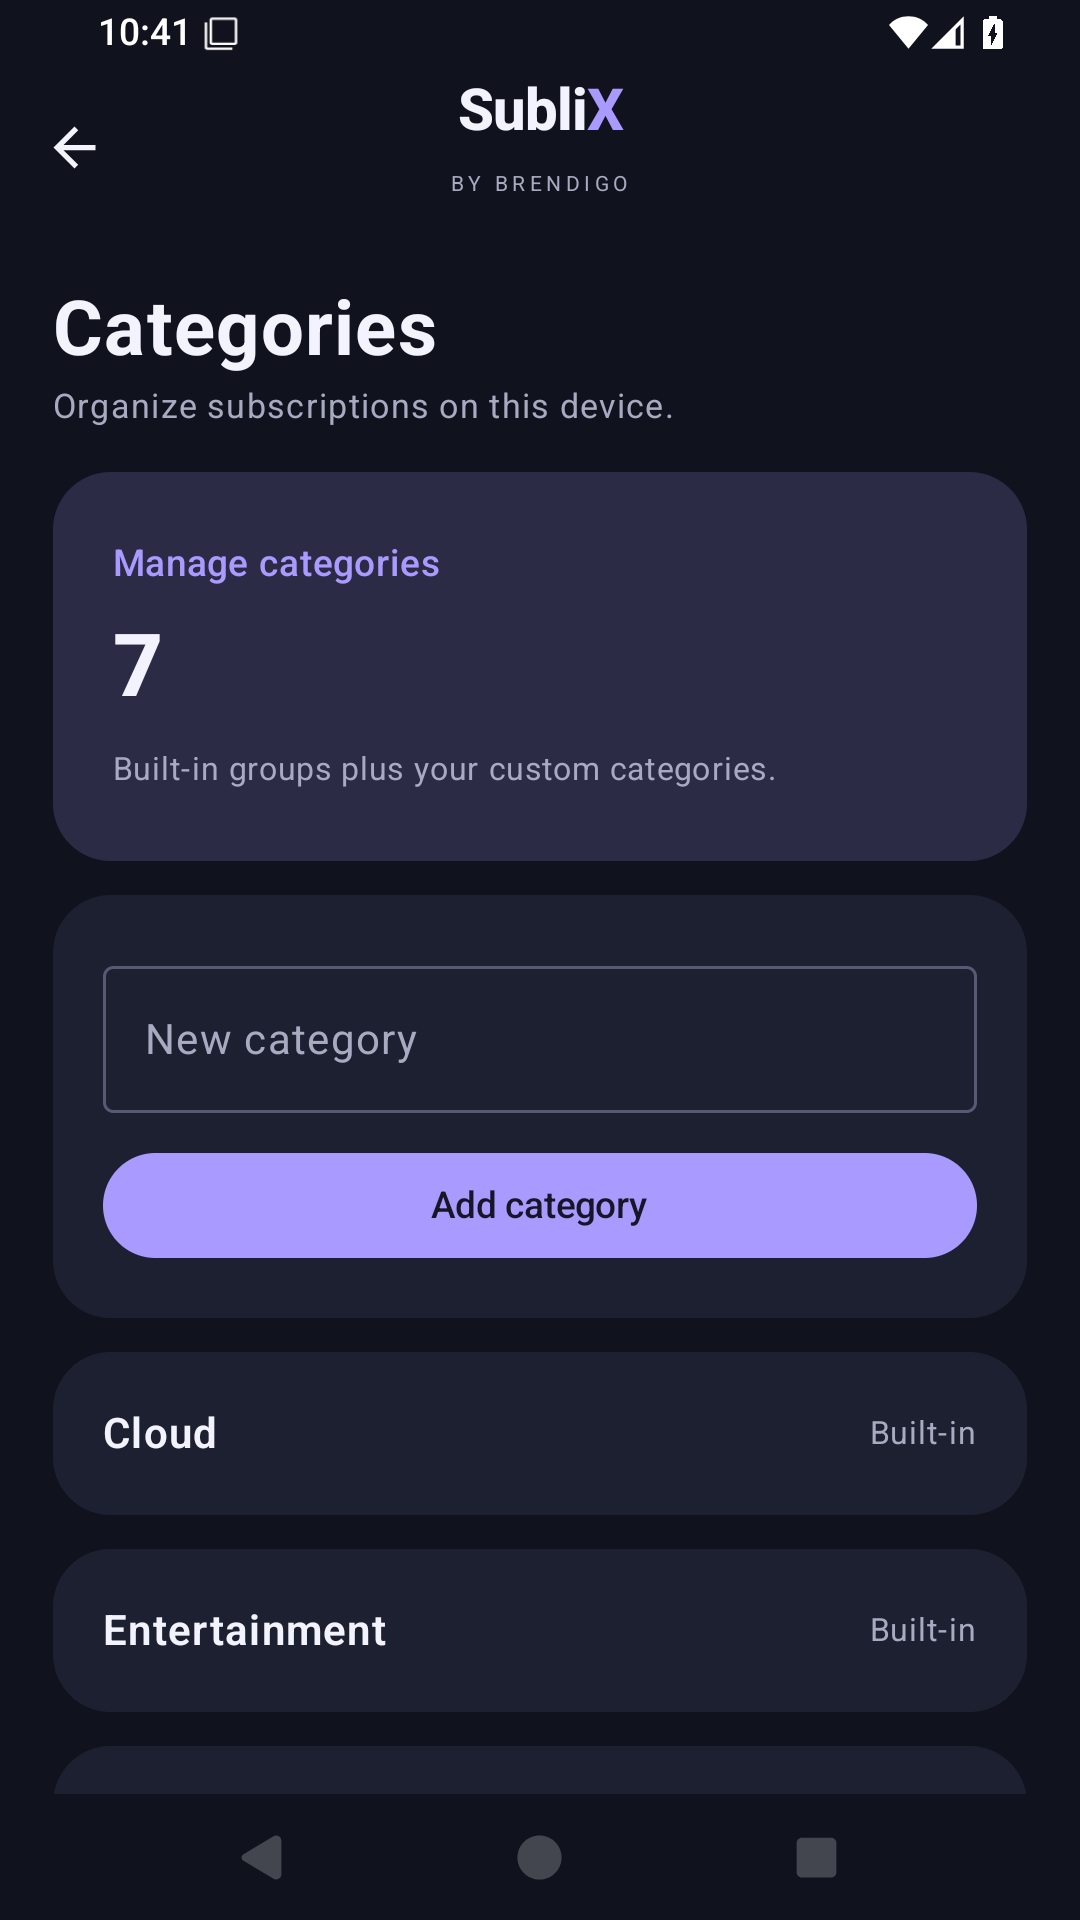 10:41
SubliX
BY BRENDIGO
Categories
Organize subscriptions on this device.
Manage categories
7
Built-in groups plus your custom categories.
New category
Add category
Cloud
Built-in
Entertainment
Built-in